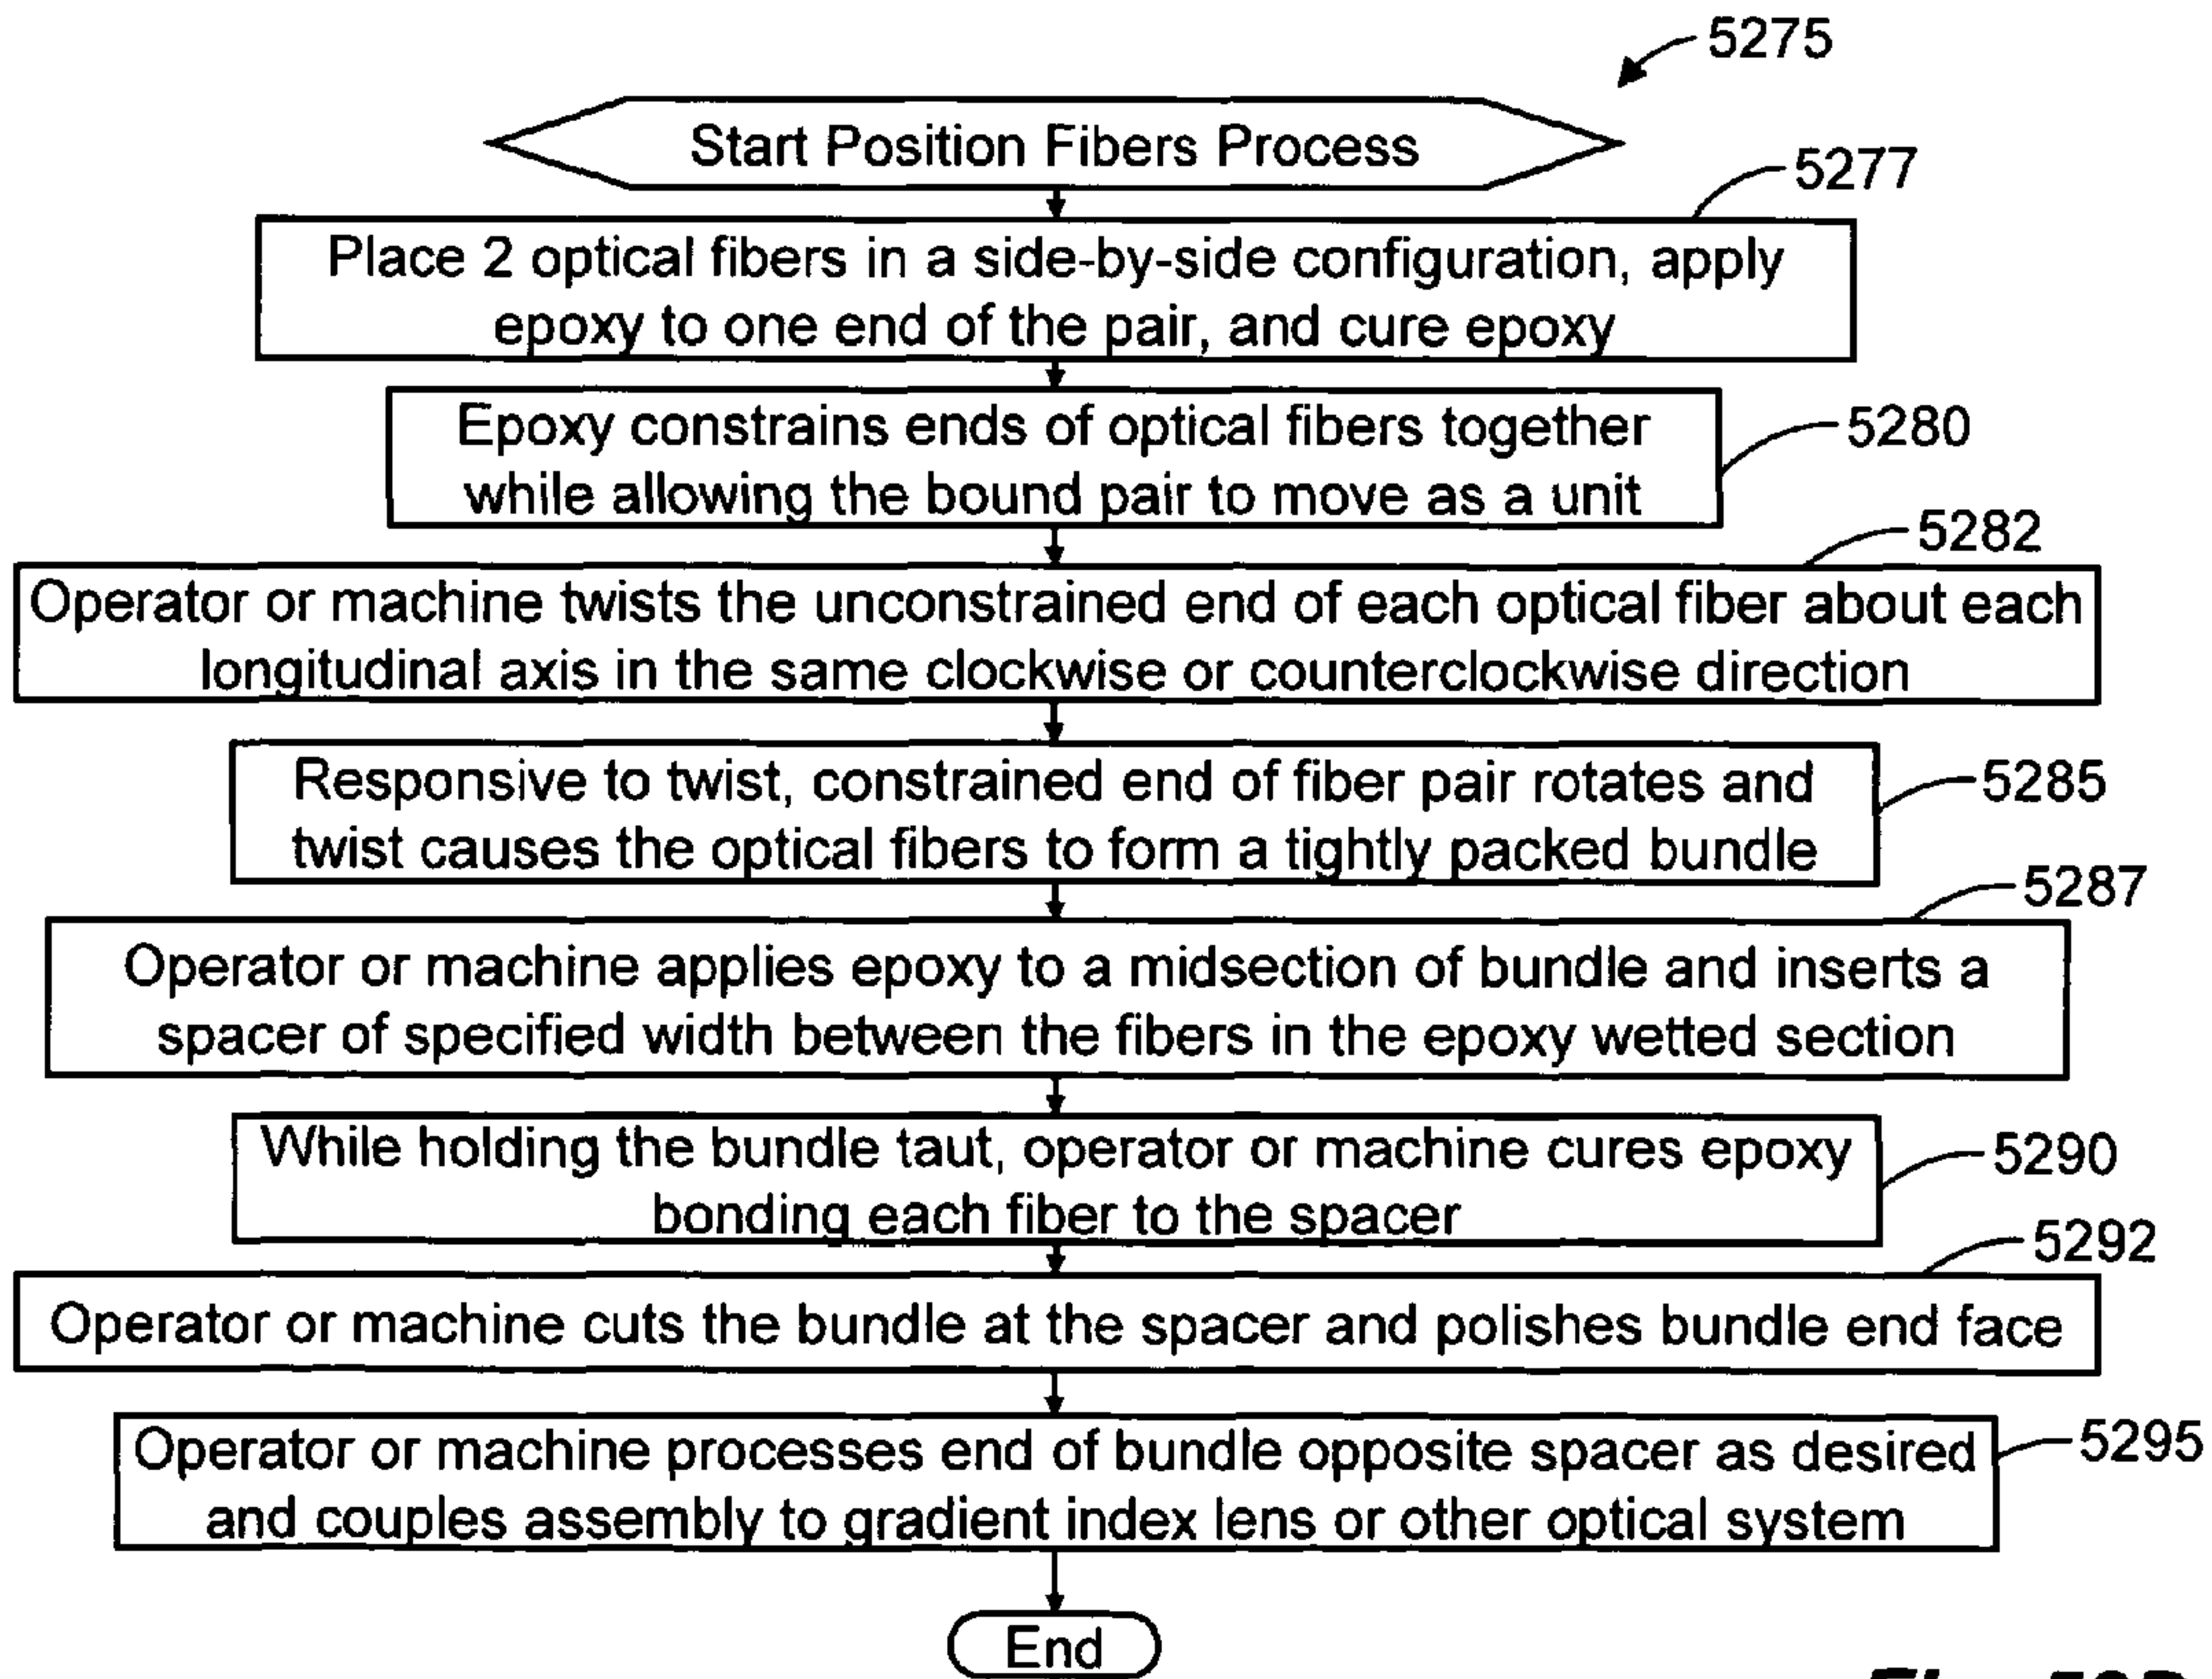 5275
Start Position Fibers Process
5277
Place 2 optical fibers in a side-by-side configuration, apply
epoxy to one end of the pair, and cure epoxy
Epoxy constrains ends of optical fibers together
while allowing the bound pair to move as a unit
5280
5282
Operator or machine twists the unconstrained end of each optical fiber about each
longitudinal axis in the same clockwise or counterclockwise direction
Responsive to twist, constrained end of fiber pair rotates and
twist causes the optical fibers to form a tightly packed bundle
5285
5287
Operator or machine applies epoxy to a midsection of bundle and inserts a
spacer of specified width between the fibers in the epoxy wetted section
While holding the bundle taut, operator or machine cures epoxy
bonding each fiber to the spacer
5290
5292
Operator or machine cuts the bundle at the spacer and polishes bundle end face
Operator or machine processes end of bundle opposite spacer as desired
and couples assembly to gradient index lens or other optical system
5295
End